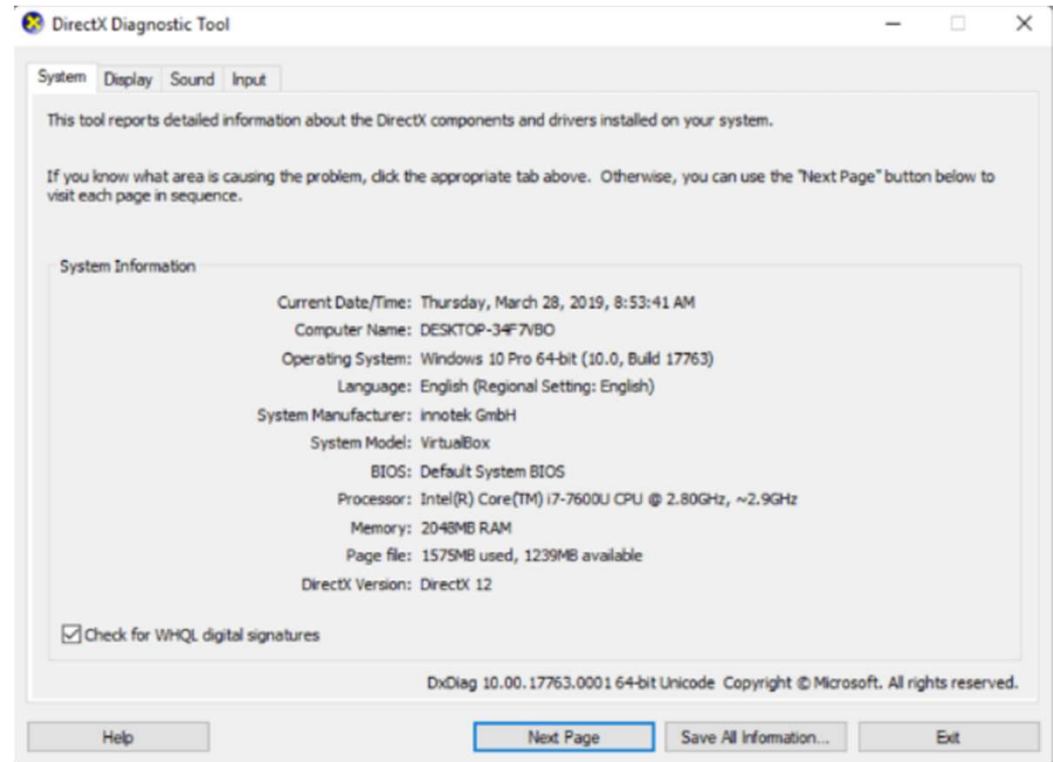 DirectX Diagnostic Tool
System Display Sound Input
This tool reports detailed information about the DirectX components and drivers installed on your system.
If you know what area is causing the problem, click the appropriate tab above. Otherwise, you can use the "Next Page" button below to
visit each page in sequence.
System Information
Current Date/Time: Thursday, March 28, 2019, 8:53:41 AM
Computer Name: DESKTOP-34F7VBO
Operating System: Windows 10 Pro 64-bit (10.0, Build 17763)
Language: English (Regional Setting: English)
System Manufacturer: innotek GmbH
System Model: VirtualBox
BIOS: Default System BIOS
Processor: Intel(R) Core(TM) i7-7600U CPU @ 2.80GHz, ~2.9GHz
Memory: 2048MB RAM
Page file: 1575MB used, 1239MB available
DirectX Version: DirectX 12
Check for WHQL digital signatures
DxDiag 10.00.17763.0001 64-bit Unicode Copyright © Microsoft. All rights reserved.
Help Next Page Save All Information... Exit